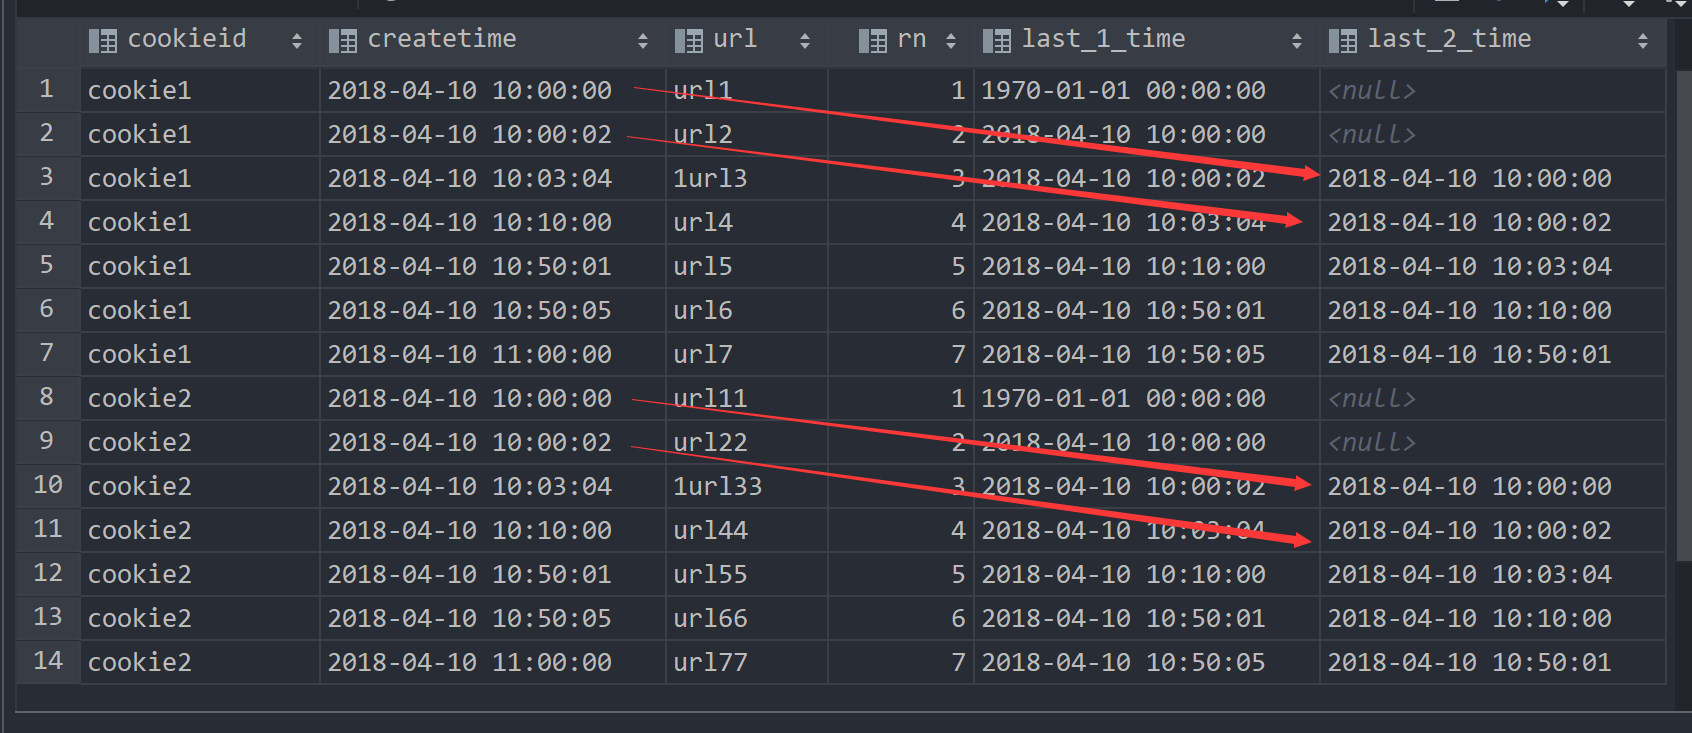 cookieid createtime url rn last_1_time last_2_time
1 cookie1 2018-04-10 10:00:00 url1 1 1970-01-01 00:00:00 <null>
2 cookie1 2018-04-10 10:00:02 url2 2 2018-04-10 10:00:00 <null>
3 cookie1 2018-04-10 10:03:04 1url3 3 2018-04-10 10:00:02 2018-04-10 10:00:00
4 cookie1 2018-04-10 10:10:00 url4 4 2018-04-10 10:03:04 2018-04-10 10:00:02
5 cookie1 2018-04-10 10:50:01 url5 5 2018-04-10 10:10:00 2018-04-10 10:03:04
6 cookie1 2018-04-10 10:50:05 url6 6 2018-04-10 10:50:01 2018-04-10 10:10:00
7 cookie1 2018-04-10 11:00:00 url7 7 2018-04-10 10:50:05 2018-04-10 10:50:01
8 cookie2 2018-04-10 10:00:00 url11 1 1970-01-01 00:00:00 <null>
9 cookie2 2018-04-10 10:00:02 url22 2 2018-04-10 10:00:00 <null>
10 cookie2 2018-04-10 10:03:04 1url33 3 2018-04-10 10:00:02 2018-04-10 10:00:00
11 cookie2 2018-04-10 10:10:00 url44 4 2018-04-10 10:03:04 2018-04-10 10:00:02
12 cookie2 2018-04-10 10:50:01 url55 5 2018-04-10 10:10:00 2018-04-10 10:03:04
13 cookie2 2018-04-10 10:50:05 url66 6 2018-04-10 10:50:01 2018-04-10 10:10:00
14 cookie2 2018-04-10 11:00:00 url77 7 2018-04-10 10:50:05 2018-04-10 10:50:01